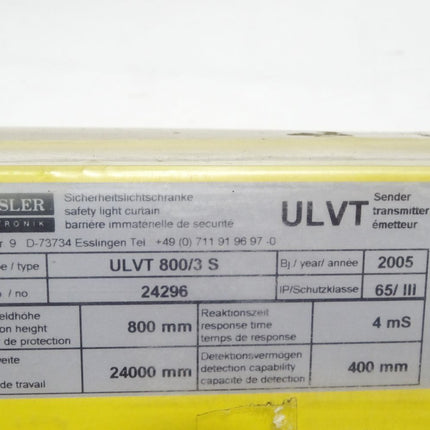 SLER Sicherheitslichtschranke ULVT Sender
safety light curtain transmitter
TRONIK barrière immatérielle de sécurité émetteur
r 9 D-73734 Esslingen Tel +49 (0) 711 91 96 97 -0
e / type ULVT 800/3 S Bj / year/ année 2005
/ no 24296 IP/Schutzklasse 65/ III
eldhöhe Reaktionszeit
on height 800 mm response time 4 mS
de protection temps de response
weite Detektionsvermögen
24000 mm detection capability 400 mm
de travail capacite de detection